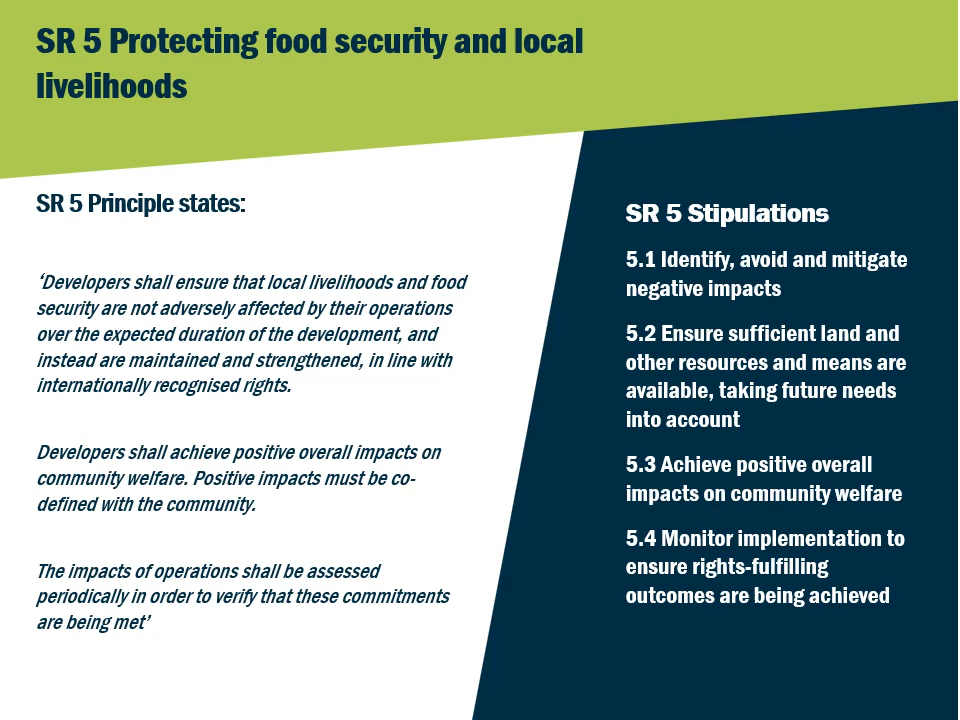 SR 5 Protecting food security and local
livelihoods
SR 5 Principle states:
‘Developers shall ensure that local livelihoods and food
security are not adversely affected by their operations
over the expected duration of the development, and
instead are maintained and strengthened, in line with
internationally recognised rights.
Developers shall achieve positive overall impacts on
community welfare. Positive impacts must be co-
defined with the community.
The impacts of operations shall be assessed
periodically in order to verify that these commitments
are being met’
SR 5 Stipulations
5.1 Identify, avoid and mitigate
negative impacts
5.2 Ensure sufficient land and
other resources and means are
available, taking future needs
into account
5.3 Achieve positive overall
impacts on community welfare
5.4 Monitor implementation to
ensure rights-fulfilling
outcomes are being achieved